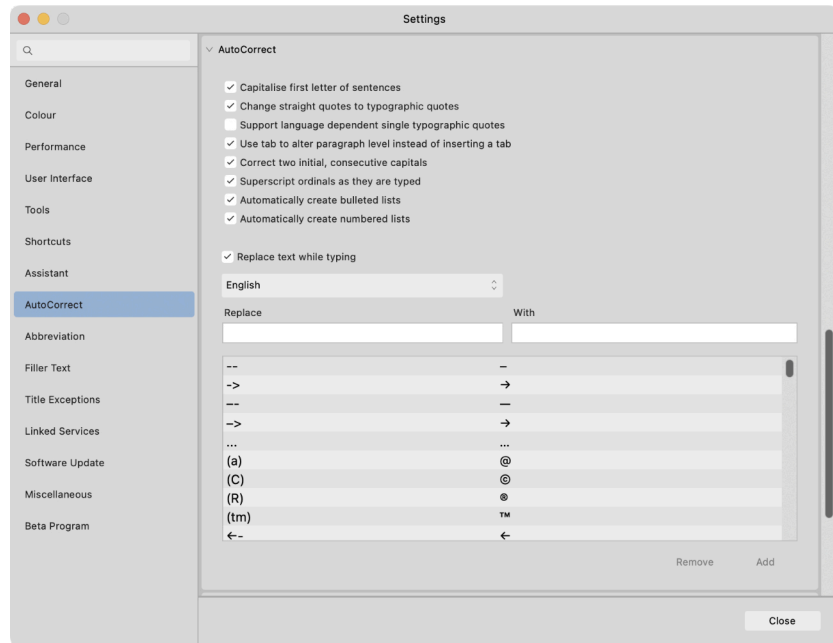 Settings
AutoCorrect
General
Colour
Performance
User Interface
Tools
Shortcuts
Assistant
AutoCorrect
Abbreviation
Filler Text
Title Exceptions
Linked Services
Software Update
Miscellaneous
Beta Program
Capitalise first letter of sentences
Change straight quotes to typographic quotes
Support language dependent single typographic quotes
Use tab to alter paragraph level instead of inserting a tab
Correct two initial, consecutive capitals
Superscript ordinals as they are typed
Automatically create bulleted lists
Automatically create numbered lists
Replace text while typing
English
Replace With
-- –
-> →
–- —
–> →
... …
(a) @
(C) ©
(R) ®
(tm) ™
←- ←
Remove Add
Close